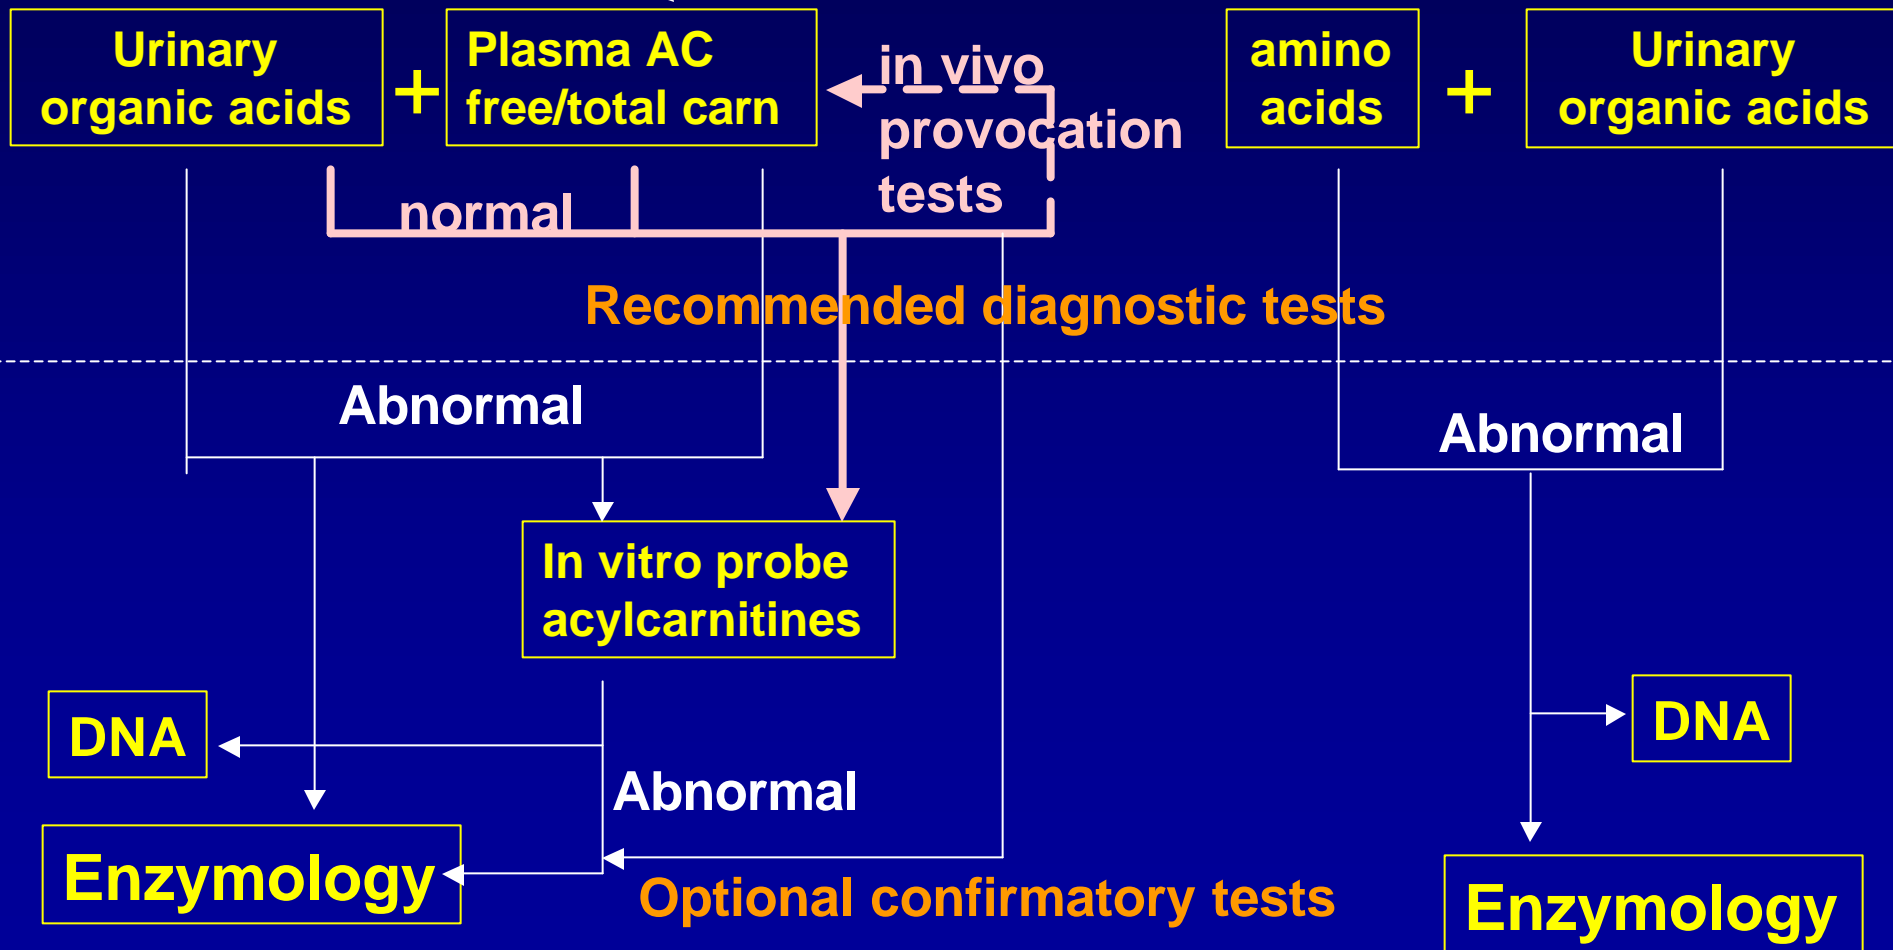 Urinary
organic acids
+
Plasma AC
free/total carn
in vivo
provocation
tests
amino
acids
+
Urinary
organic acids
normal
Recommended diagnostic tests
Abnormal
Abnormal
In vitro probe
acylcarnitines
DNA
DNA
Abnormal
Enzymology
Optional confirmatory tests
Enzymology